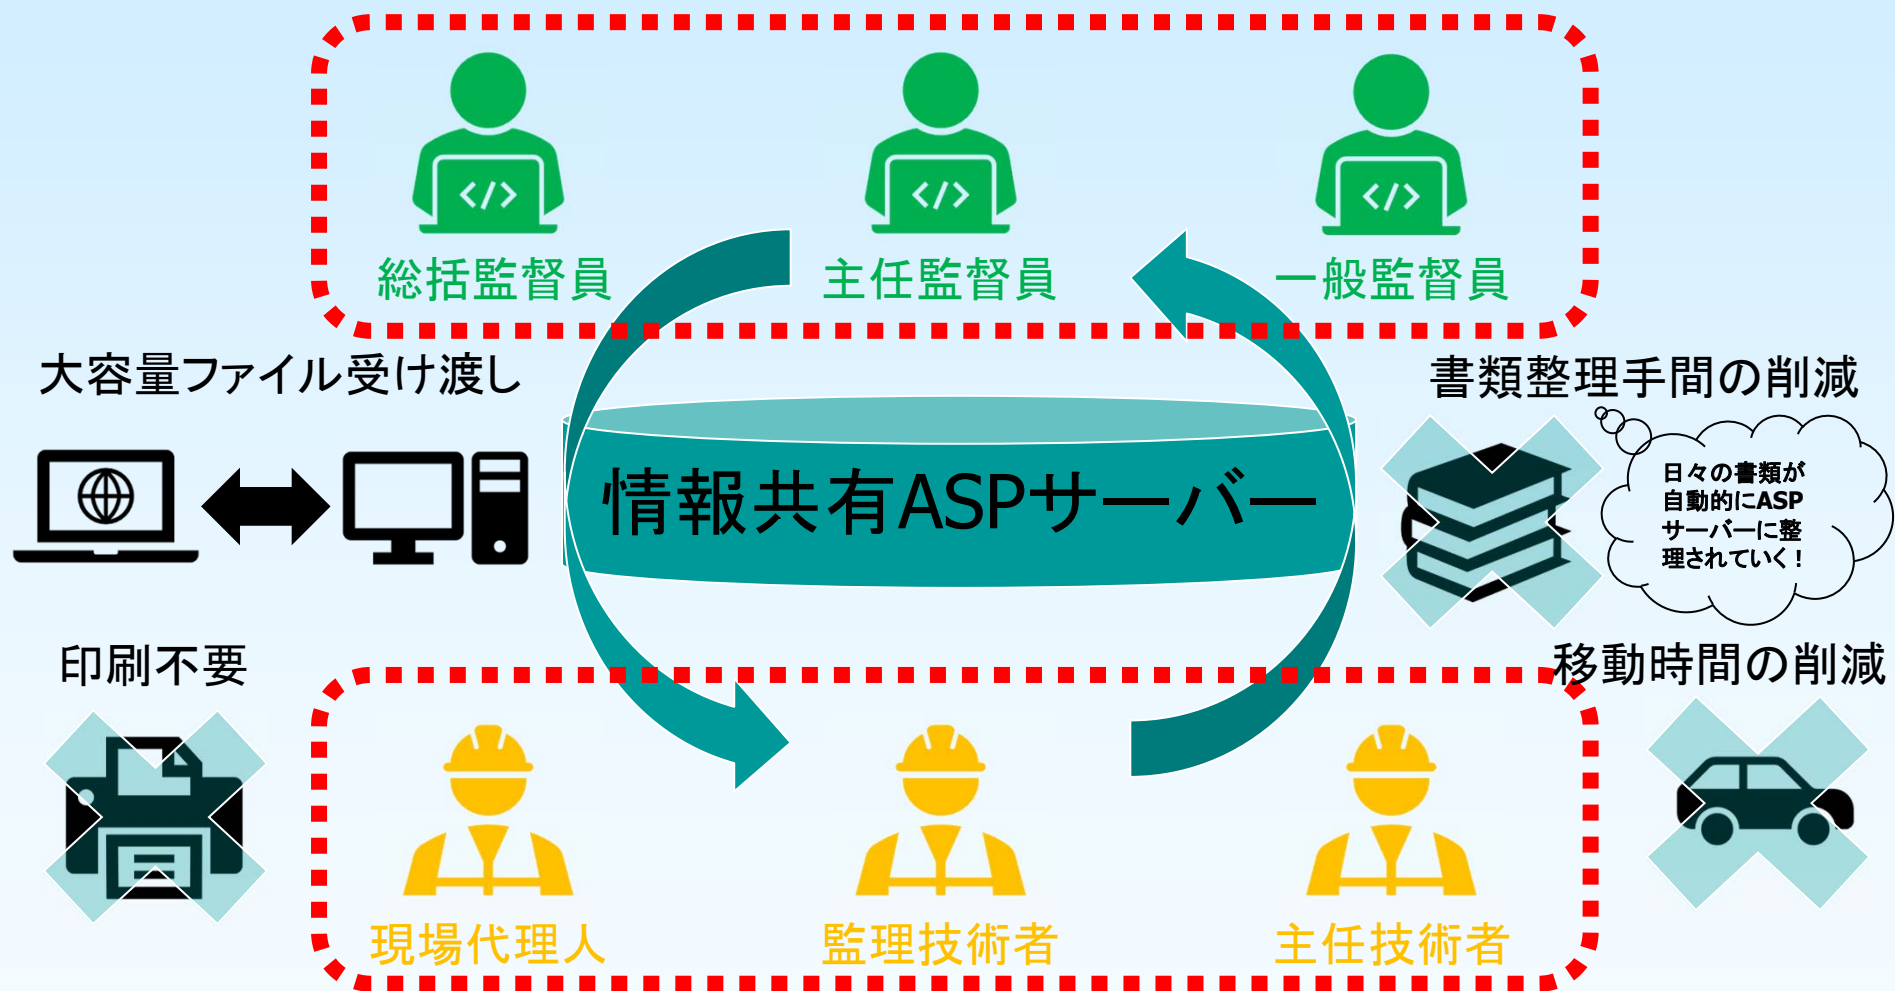 総括監督員
主任監督員
一般監督員
大容量ファイル受け渡し
書類整理手間の削減
情報共有ASPサーバー
日々の書類が
自動的にASP
サーバーに整
理されていく！
印刷不要
移動時間の削減
現場代理人
監理技術者
主任技術者